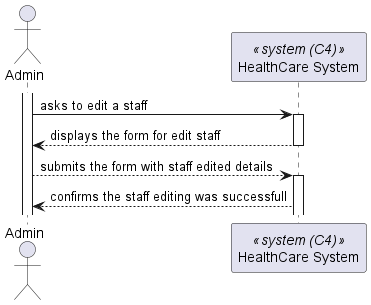 Admin
«system (C4)»
HealthCare System
asks to edit a staff
displays the form for edit staff
submits the form with staff edited details
confirms the staff editing was successfull
Admin
«system (C4)»
HealthCare System